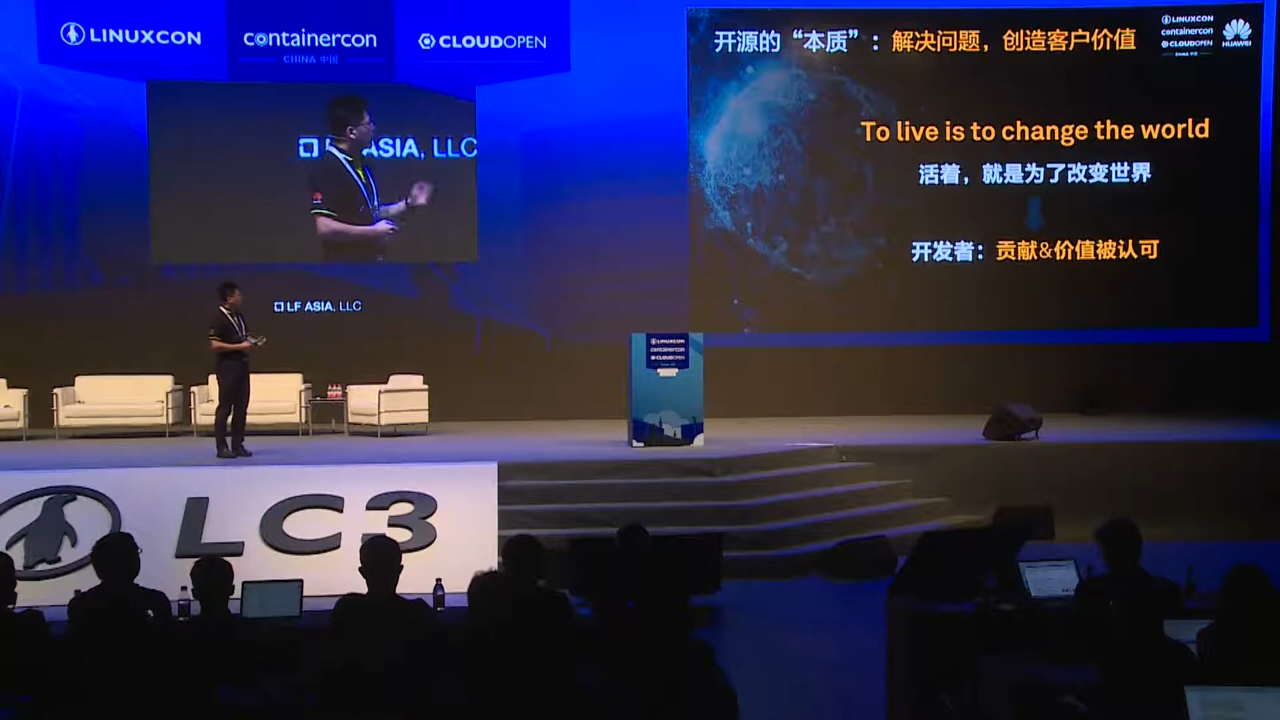 LINUXCON
containercon
CHINA 中国
CLOUDOPEN
LF ASIA, LLC
LF ASIA, LLC
开源的“本质”：解决问题，创造客户价值
LINUXCON
containercon
CLOUDOPEN
HUAWEI
To live is to change the world
活着，就是为了改变世界
开发者：贡献&价值被认可
LINUXCON
containercon
CLOUDOPEN
LC3